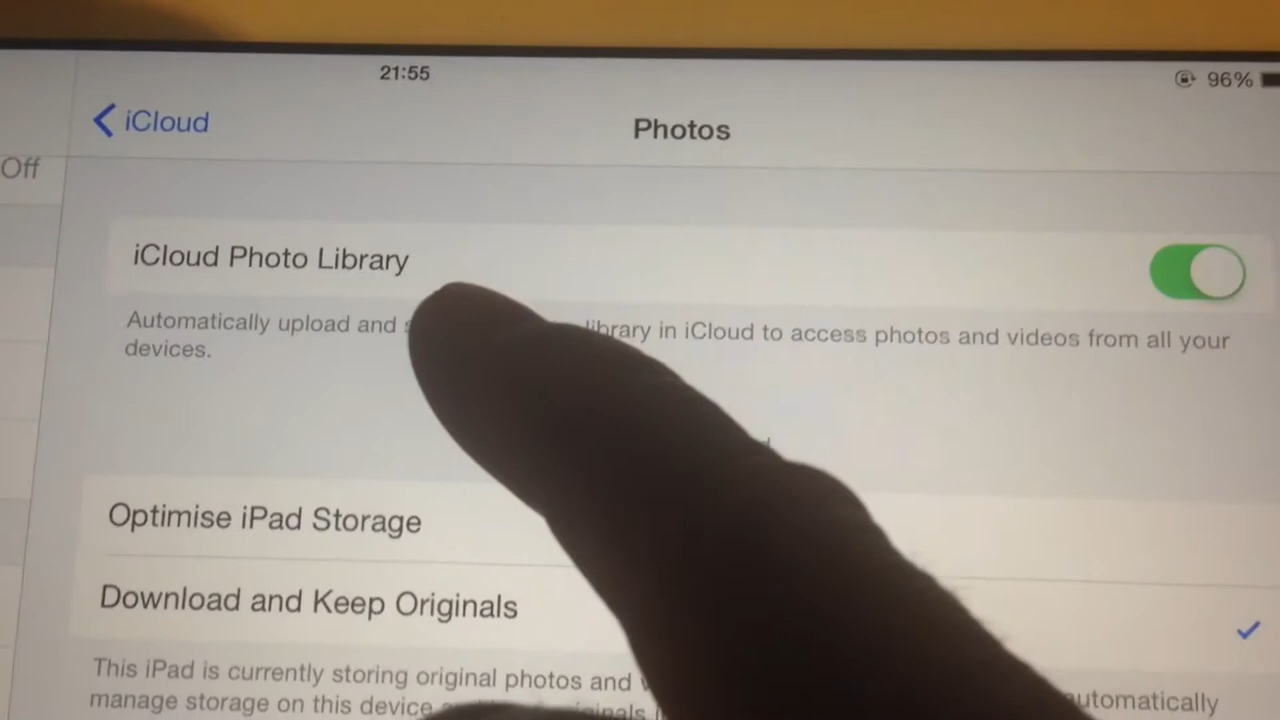 21:55
96%
iCloud
Photos
Off
iCloud Photo Library
Automatically upload and library in iCloud to access photos and videos from all your
devices.
Optimise iPad Storage
Download and Keep Originals
This iPad is currently storing original photos and automatically
manage storage on this device